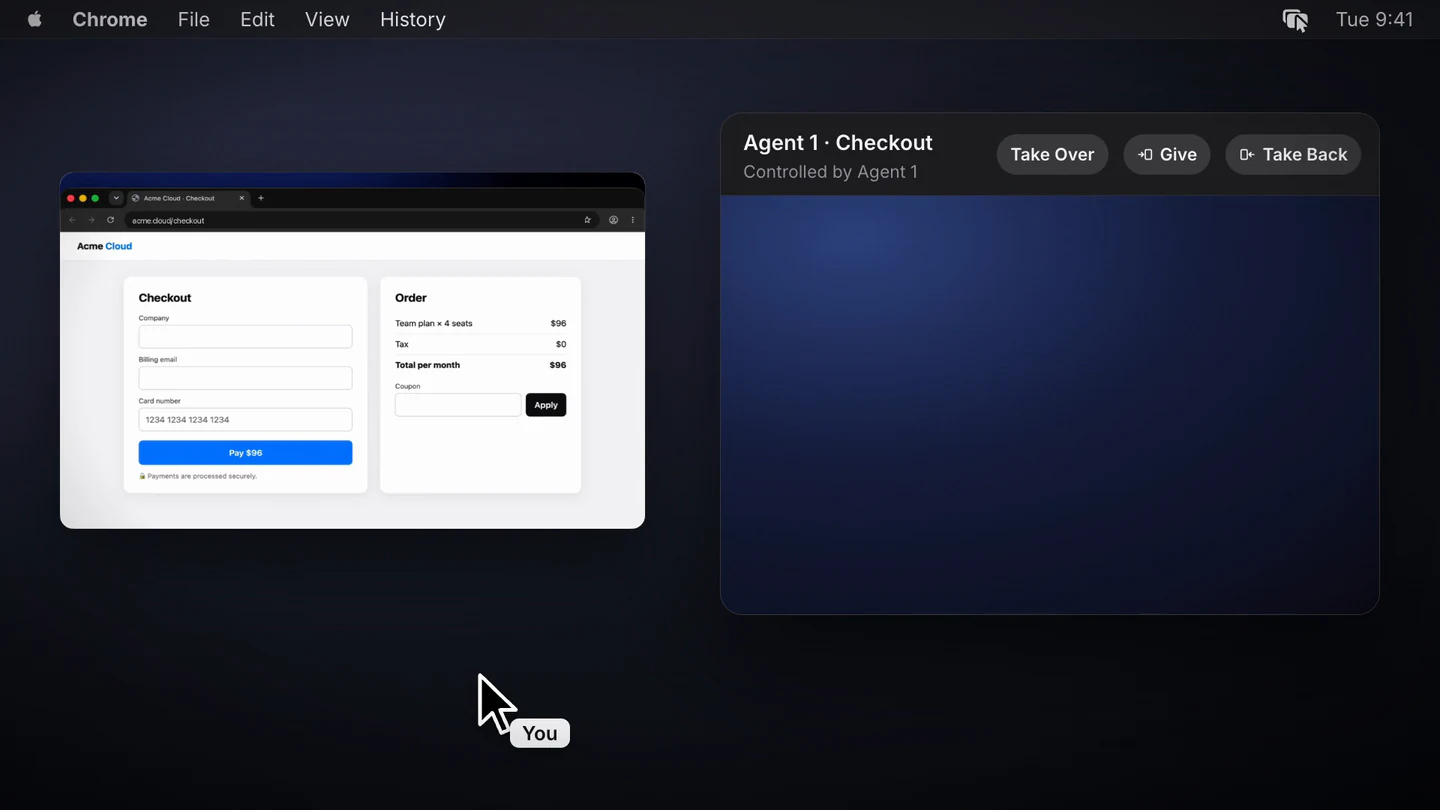 Chrome File Edit View History
Tue 9:41
Acme Cloud · Checkout
acme.cloud/checkout
Acme Cloud
Checkout
Company
Billing email
Card number
1234 1234 1234 1234
Pay $96
Payments are processed securely.
Order
Team plan × 4 seats $96
Tax $0
Total per month $96
Coupon
Apply
Agent 1 · Checkout
Controlled by Agent 1
Take Over
Give
Take Back
You